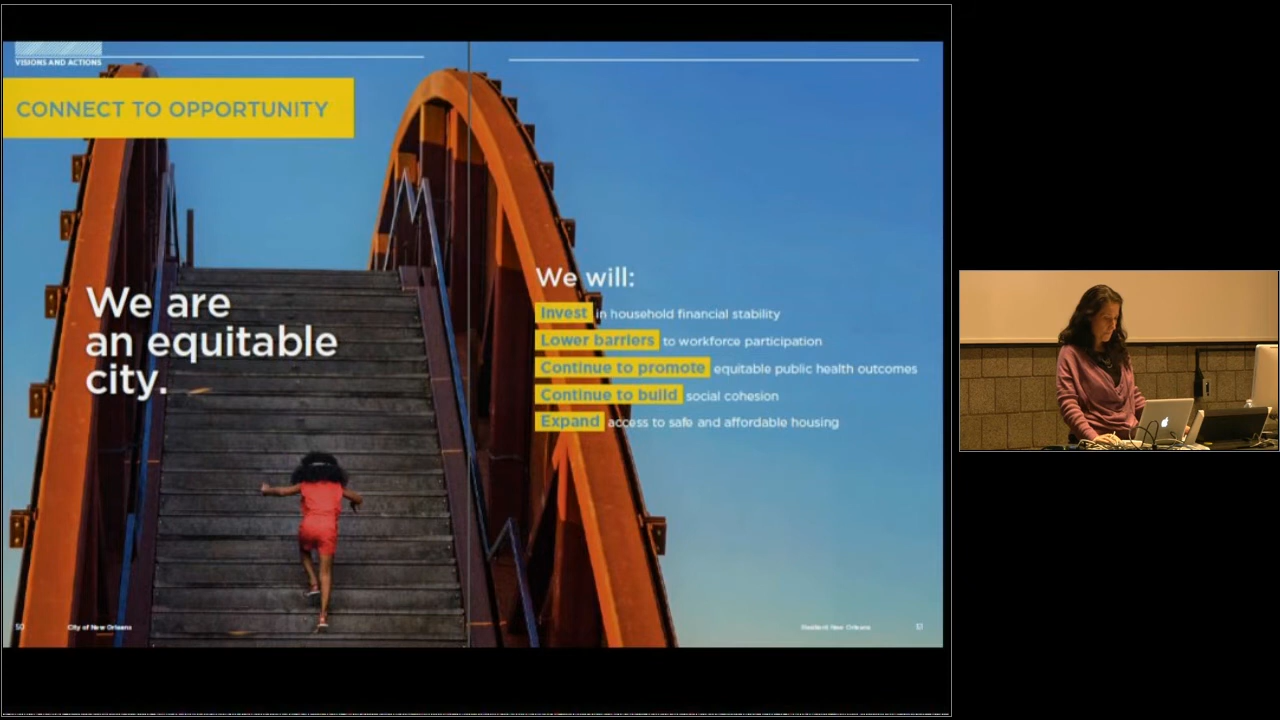 VISIONS AND ACTIONS
CONNECT TO OPPORTUNITY
We are
an equitable
city.
We will:
Invest in household financial stability
Lower barriers to workforce participation
Continue to promote equitable public health outcomes
Continue to build social cohesion
Expand access to safe and affordable housing
50
City of New Orleans
Resilient New Orleans
51